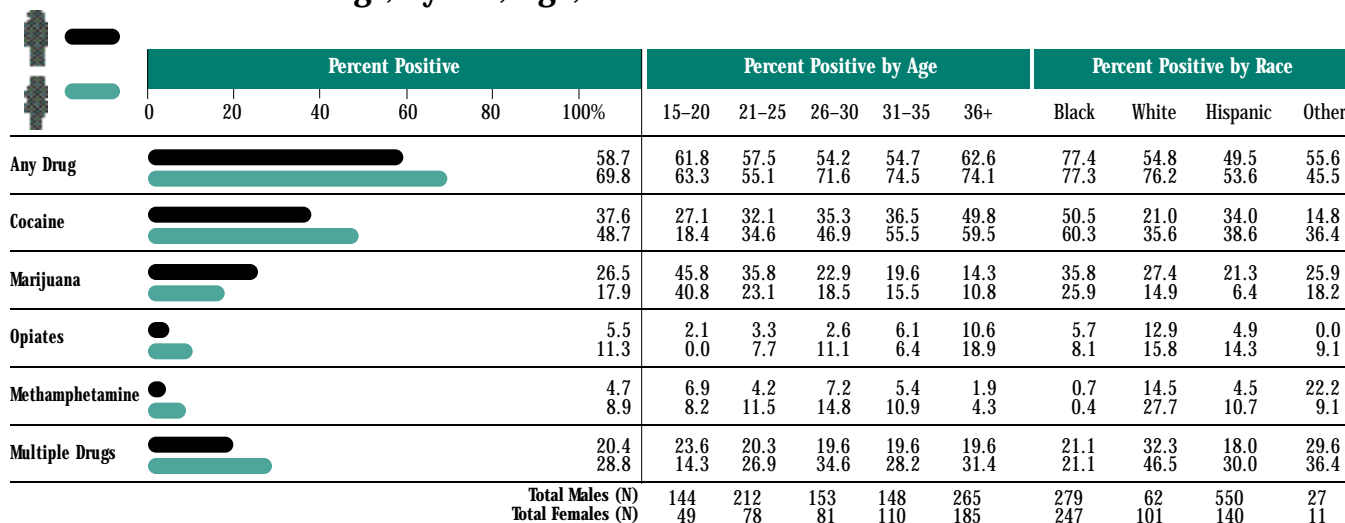 Percent Positive Percent Positive by Age Percent Positive by Race
0 20 40 60 80 100% 15–20 21–25 26–30 31–35 36+ Black White Hispanic Other
Any Drug 58.7 61.8 57.5 54.2 54.7 62.6 77.4 54.8 49.5 55.6
69.8 63.3 55.1 71.6 74.5 74.1 77.3 76.2 53.6 45.5
Cocaine 37.6 27.1 32.1 35.3 36.5 49.8 50.5 21.0 34.0 14.8
48.7 18.4 34.6 46.9 55.5 59.5 60.3 35.6 38.6 36.4
Marijuana 26.5 45.8 35.8 22.9 19.6 14.3 35.8 27.4 21.3 25.9
17.9 40.8 23.1 18.5 15.5 10.8 25.9 14.9 6.4 18.2
Opiates 5.5 2.1 3.3 2.6 6.1 10.6 5.7 12.9 4.9 0.0
11.3 0.0 7.7 11.1 6.4 18.9 8.1 15.8 14.3 9.1
Methamphetamine 4.7 6.9 4.2 7.2 5.4 1.9 0.7 14.5 4.5 22.2
8.9 8.2 11.5 14.8 10.9 4.3 0.4 27.7 10.7 9.1
Multiple Drugs 20.4 23.6 20.3 19.6 19.6 19.6 21.1 32.3 18.0 29.6
28.8 14.3 26.9 34.6 28.2 31.4 21.1 46.5 30.0 36.4
Total Males (N) 144 212 153 148 265 279 62 550 27
Total Females (N) 49 78 81 110 185 247 101 140 11